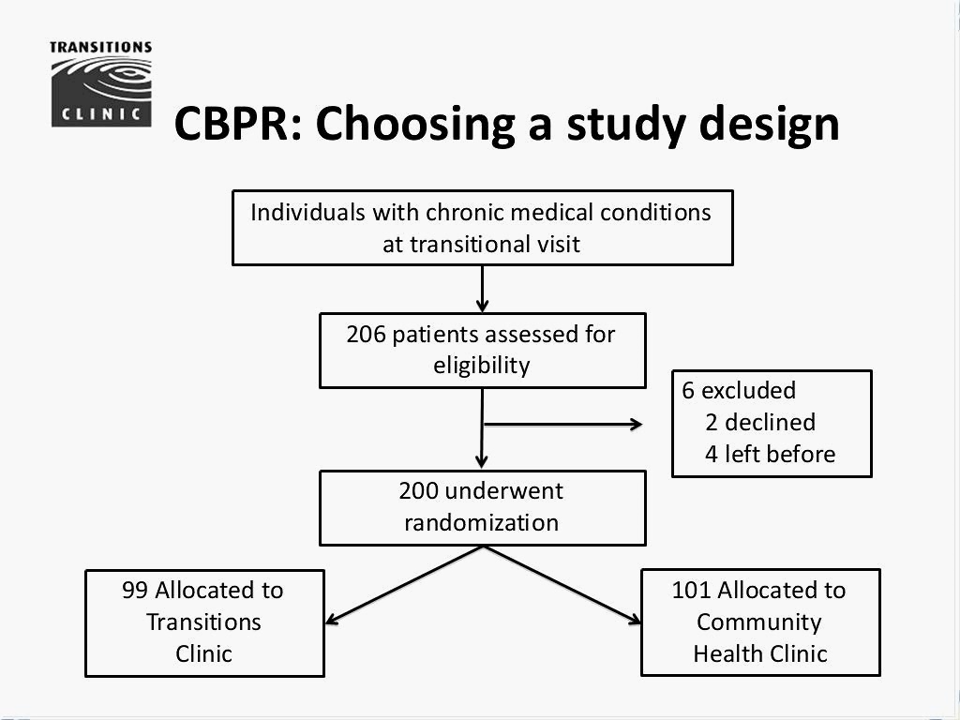 TRANSITIONS
CLINIC
CBPR: Choosing a study design
Individuals with chronic medical conditions
at transitional visit
206 patients assessed for
eligibility
6 excluded
2 declined
4 left before
200 underwent
randomization
99 Allocated to
Transitions
Clinic
101 Allocated to
Community
Health Clinic